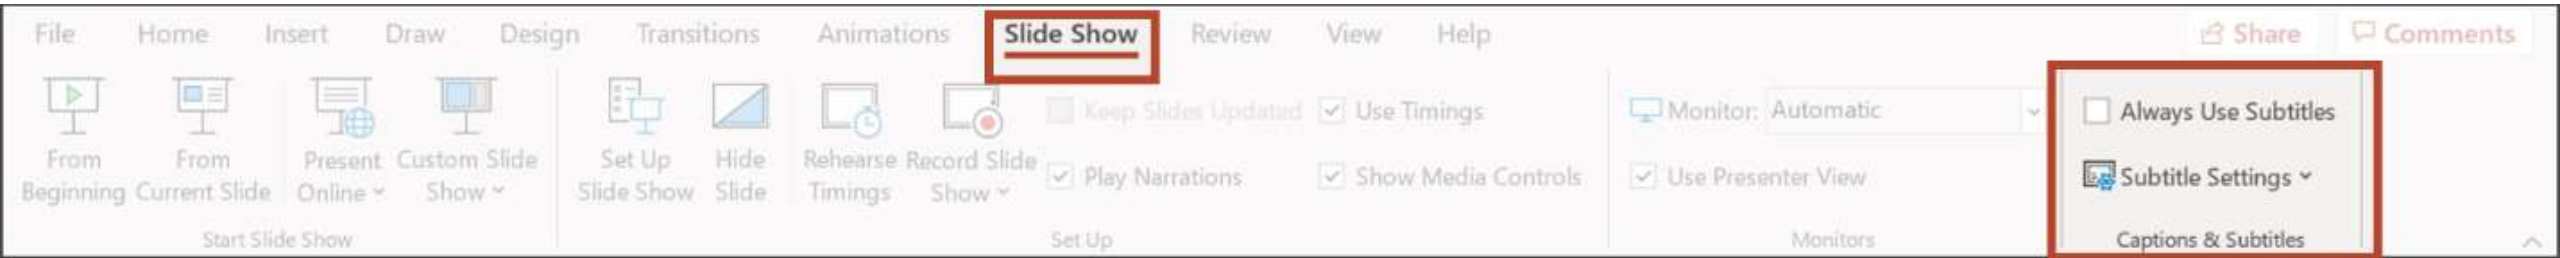 File Home Insert Draw Design Transitions Animations Slide Show Review View Help Share Comments
Keep Slides Updated Use Timings Monitor: Automatic Always Use Subtitles
From From Present Custom Slide Set Up Hide Rehearse Record Slide Play Narrations Show Media Controls Use Presenter View Subtitle Settings
Beginning Current Slide Online Show Slide Show Slide Timings Show
Start Slide Show Set Up Monitors Captions & Subtitles